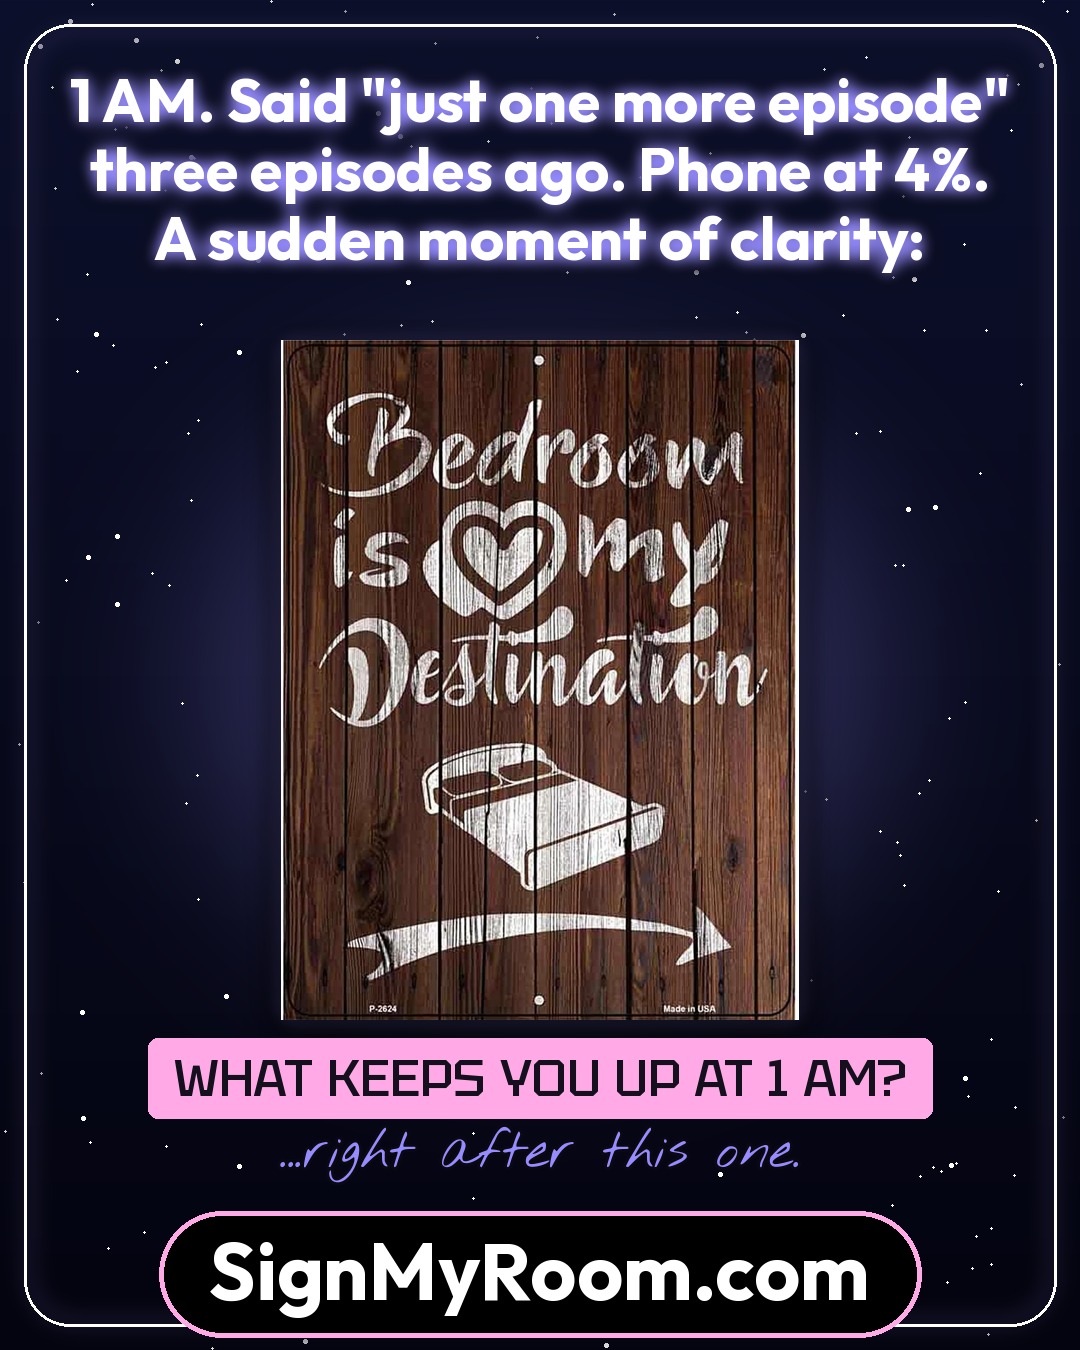 1 AM. Said "just one more episode"
three episodes ago. Phone at 4%.
A sudden moment of clarity:
Bedroom
is my
Destination
P-2624 Made in USA
WHAT KEEPS YOU UP AT 1 AM?
...right after this one.
SignMyRoom.com